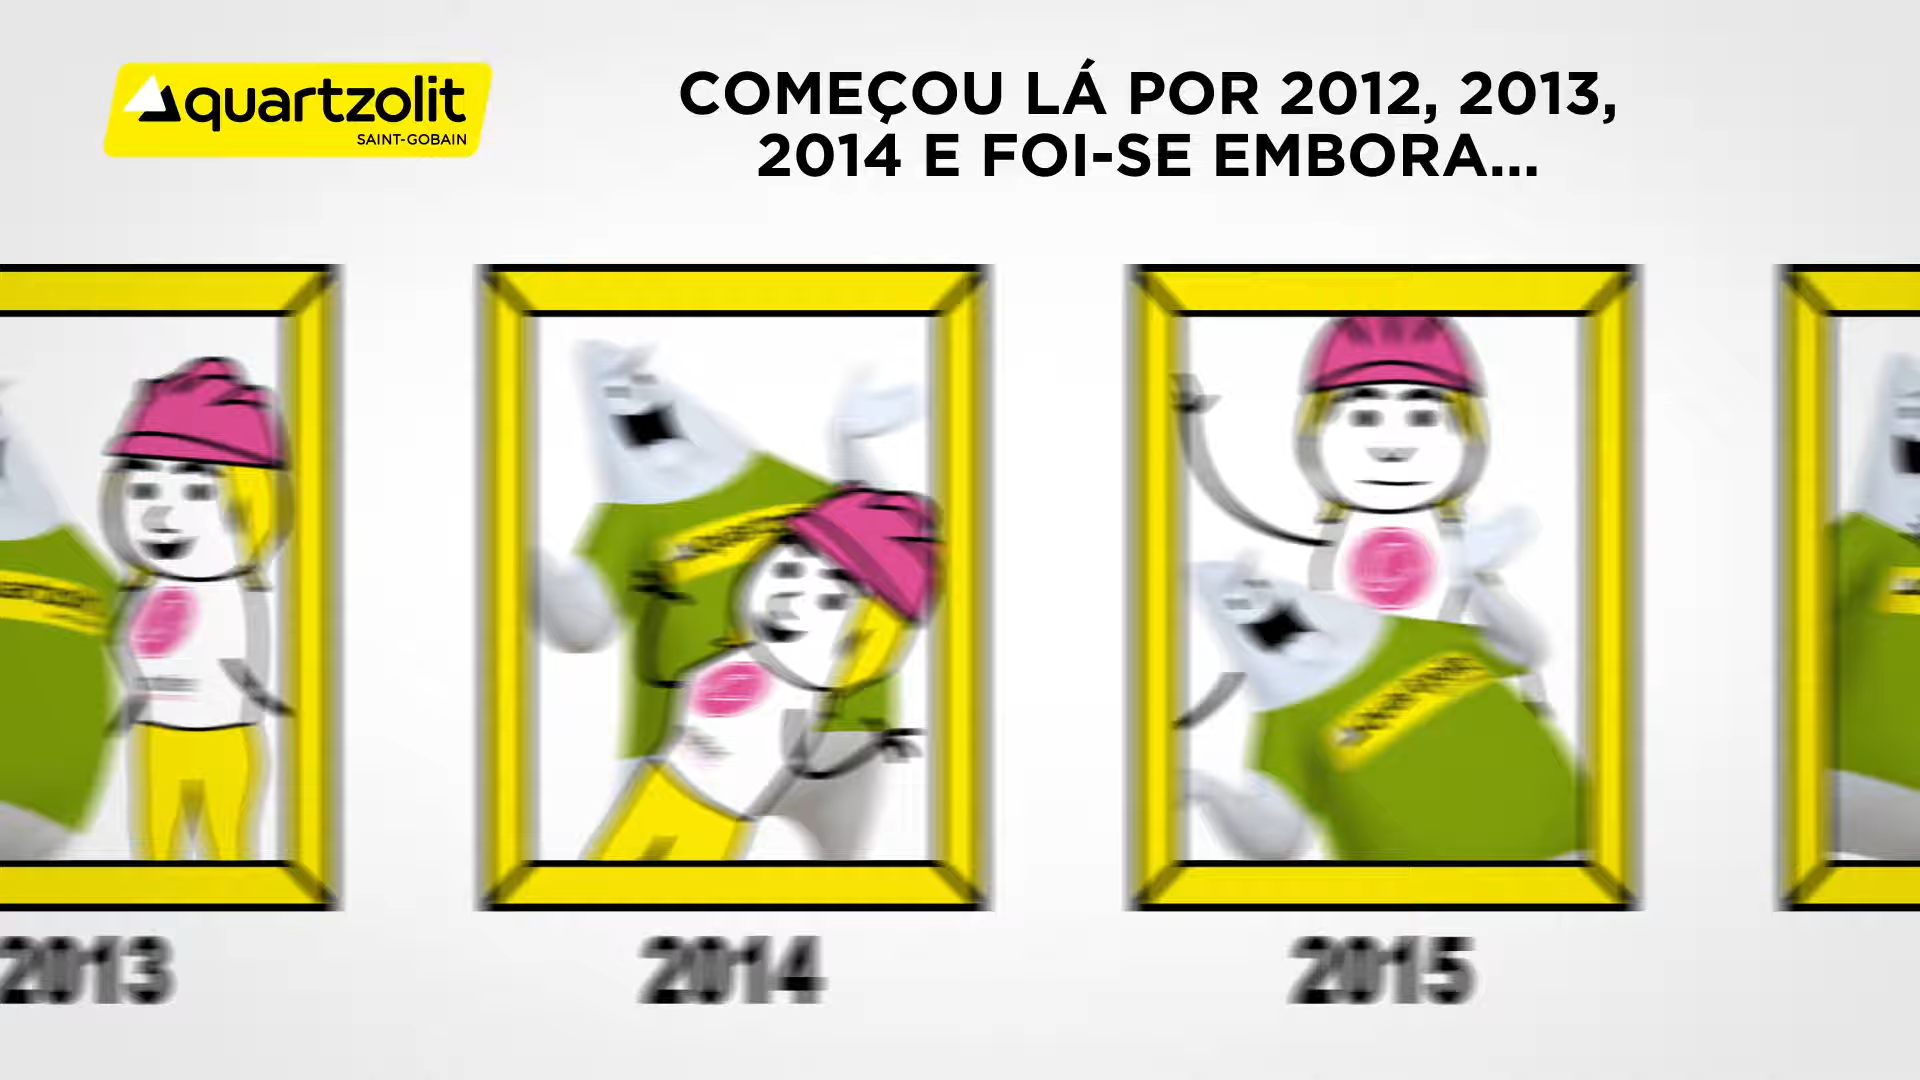 quartzolit
SAINT-GOBAIN
COMEÇOU LÁ POR 2012, 2013,
2014 E FOI-SE EMBORA...
2013
2014
2015